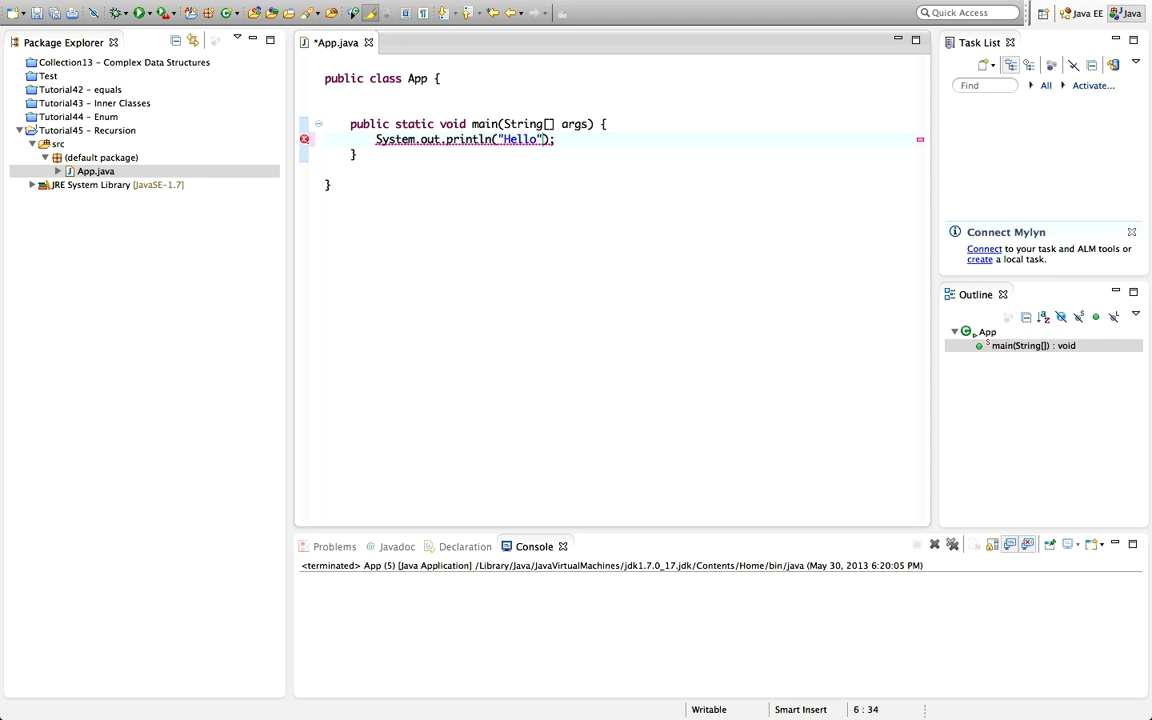 Quick Access
Java EE
Java
Package Explorer
Collection13 - Complex Data Structures
Test
Tutorial42 - equals
Tutorial43 - Inner Classes
Tutorial44 - Enum
Tutorial45 - Recursion
src
(default package)
App.java
JRE System Library [JavaSE-1.7]
*App.java
public class App {
public static void main(String[] args) {
System.out.println("Hello");
}
}
Task List
Find
All
Activate...
Connect Mylyn
Connect to your task and ALM tools or
create a local task.
Outline
App
main(String[]) : void
Problems
Javadoc
Declaration
Console
<terminated> App (5) [Java Application] /Library/Java/JavaVirtualMachines/jdk1.7.0_17.jdk/Contents/Home/bin/java (May 30, 2013 6:20:05 PM)
Writable
Smart Insert
6 : 34